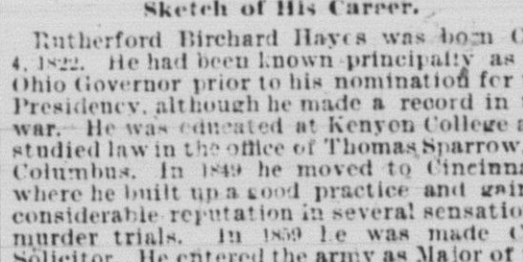 Sketch of His Career.
Rutherford Birchard Hayes was born O
4, 1822. He had been known principally as
Ohio Governor prior to his nomination for
Presidency, although he made a record in
war. He was educated at Kenyon College a
studied law in the office of Thomas Sparrow
Columbus. In 1849 he moved to Cincinna
where he built up a good practice and gain
considerable reputation in several sensatio
murder trials. In 1859 he was made C
Solicitor. He entered the army as Major of